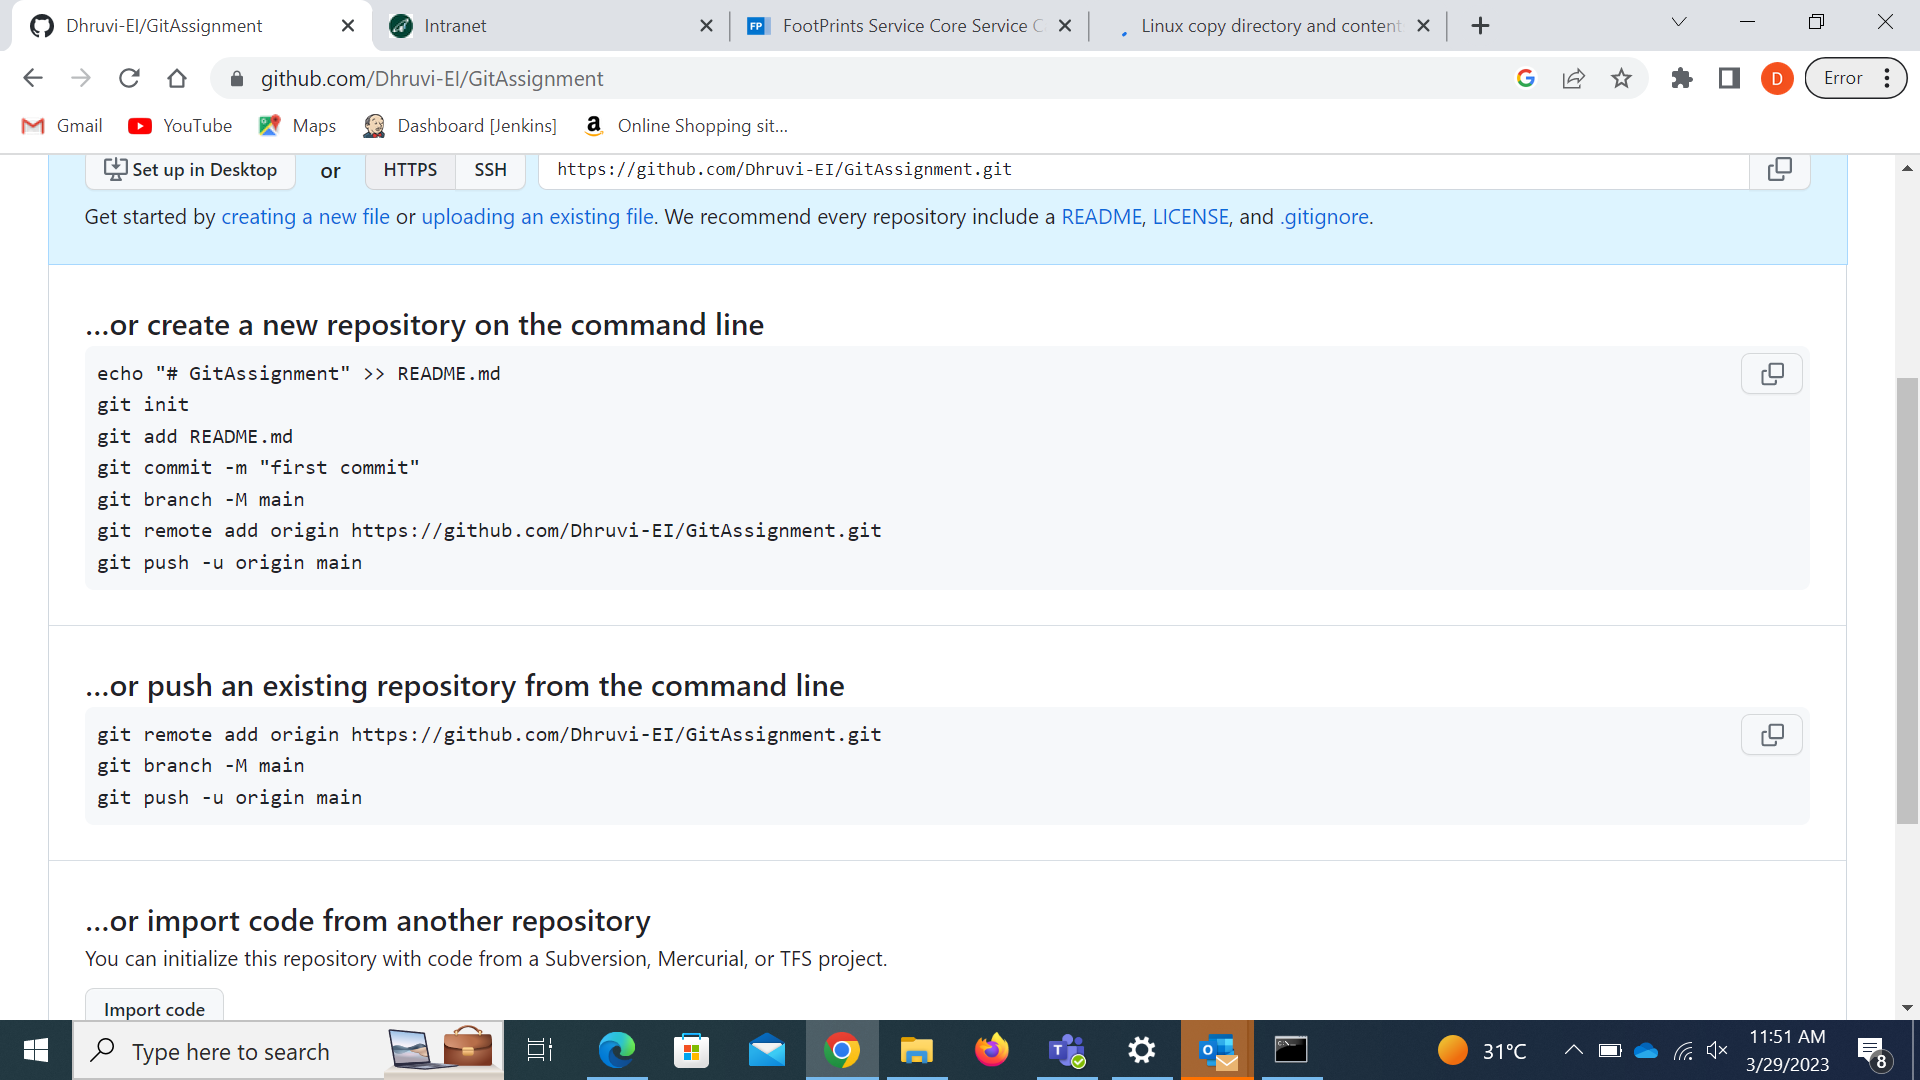 Dhruvi-EI/GitAssignment
Intranet
FP FootPrints Service Core Service C
Linux copy directory and content
github.com/Dhruvi-EI/GitAssignment
D
Error
Gmail
YouTube
Maps
Dashboard [Jenkins]
a Online Shopping sit...
Set up in Desktop
or
HTTPS
SSH
https://github.com/Dhruvi-EI/GitAssignment.git
Get started by creating a new file or uploading an existing file. We recommend every repository include a README, LICENSE, and .gitignore.
…or create a new repository on the command line
echo "# GitAssignment" >> README.md
git init
git add README.md
git commit -m "first commit"
git branch -M main
git remote add origin https://github.com/Dhruvi-EI/GitAssignment.git
git push -u origin main
…or push an existing repository from the command line
git remote add origin https://github.com/Dhruvi-EI/GitAssignment.git
git branch -M main
git push -u origin main
…or import code from another repository
You can initialize this repository with code from a Subversion, Mercurial, or TFS project.
Import code
Type here to search
31°C
11:51 AM
3/29/2023
8